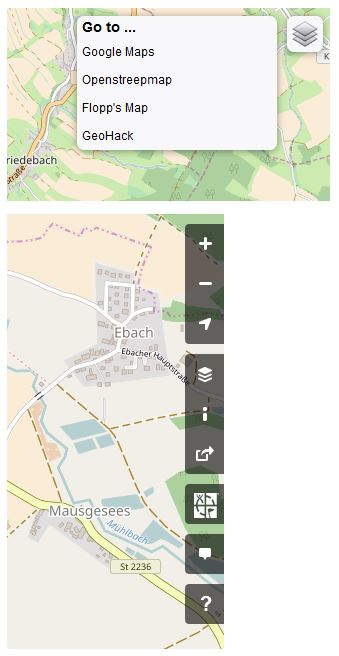 Go to ...
Google Maps
Openstreepmap
Flopp's Map
GeoHack
K
riedebach
straße
Ebach
Ebacher Hauptstraße
Mausgesees
Mühlbach
St 2236
?